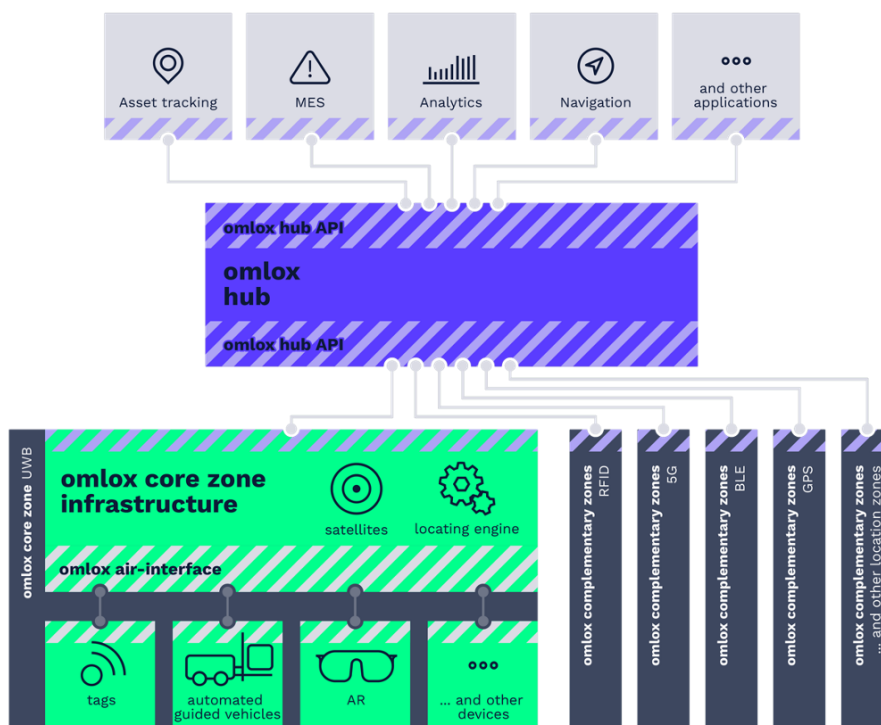 Asset tracking
MES
Analytics
Navigation
and other
applications
omlox hub API
omlox
hub
omlox hub API
omlox core zone UWB
omlox core zone
infrastructure
satellites
locating engine
omlox air-interface
tags
automated
guided vehicles
AR
... and other
devices
omlox complementary zones
RFID
omlox complementary zones
5G
omlox complementary zones
BLE
omlox complementary zones
GPS
omlox complementary zones
... and other location zones